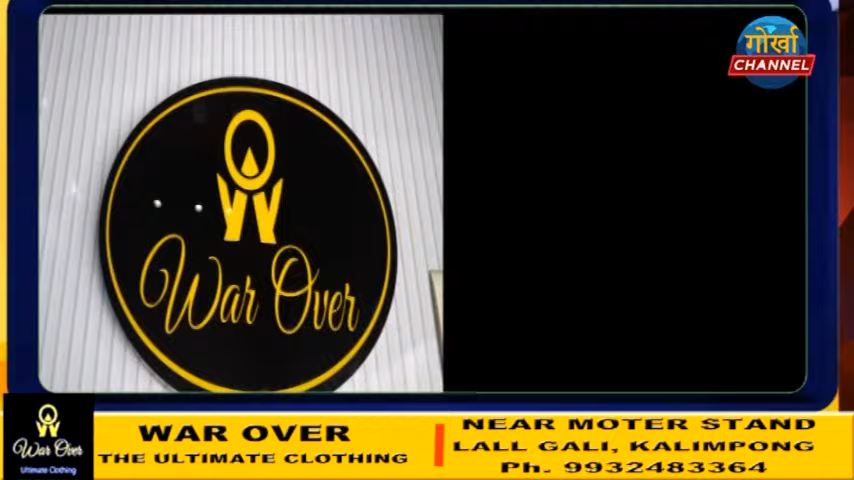 गोर्खा
CHANNEL
War Over
War Over
Ultimate Clothing
WAR OVER
THE ULTIMATE CLOTHING
NEAR MOTER STAND
LALL GALI, KALIMPONG
Ph. 9932483364